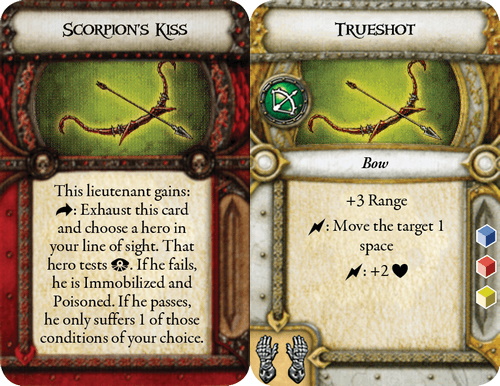 Scorpion's Kiss
This lieutenant gains:
: Exhaust this card
and choose a hero in
your line of sight. That
hero tests . If he fails,
he is Immobilized and
Poisoned. If he passes,
he only suffers 1 of those
conditions of your choice.
Trueshot
Bow
+3 Range
: Move the target 1
space
: +2